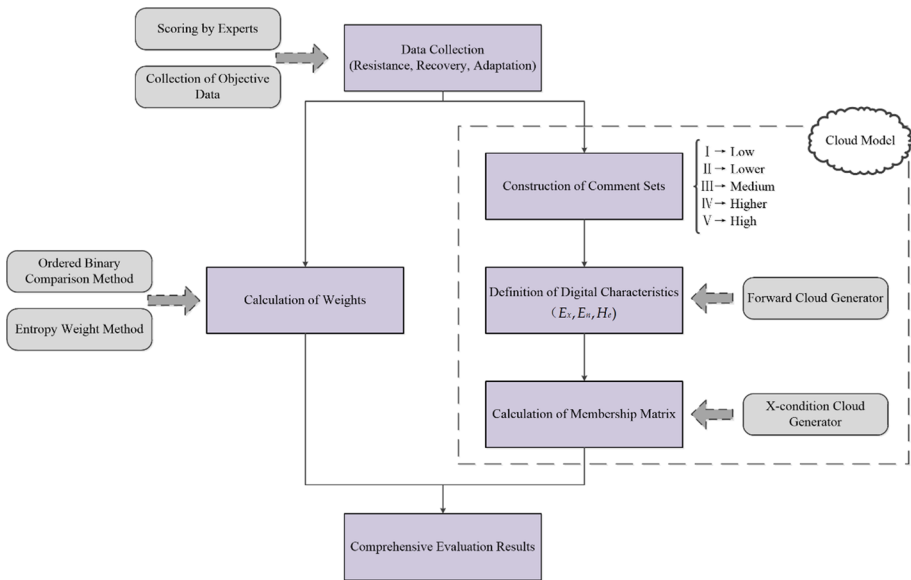 Scoring by Experts
Collection of Objective
Data
Data Collection
(Resistance, Recovery, Adaptation)
Cloud Model
Construction of Comment Sets
I → Low
II → Lower
III → Medium
IV → Higher
V → High
Ordered Binary
Comparison Method
Entropy Weight Method
Calculation of Weights
Definition of Digital Characteristics
（Ex, En, He)
Forward Cloud Generator
Calculation of Membership Matrix
X-condition Cloud
Generator
Comprehensive Evaluation Results